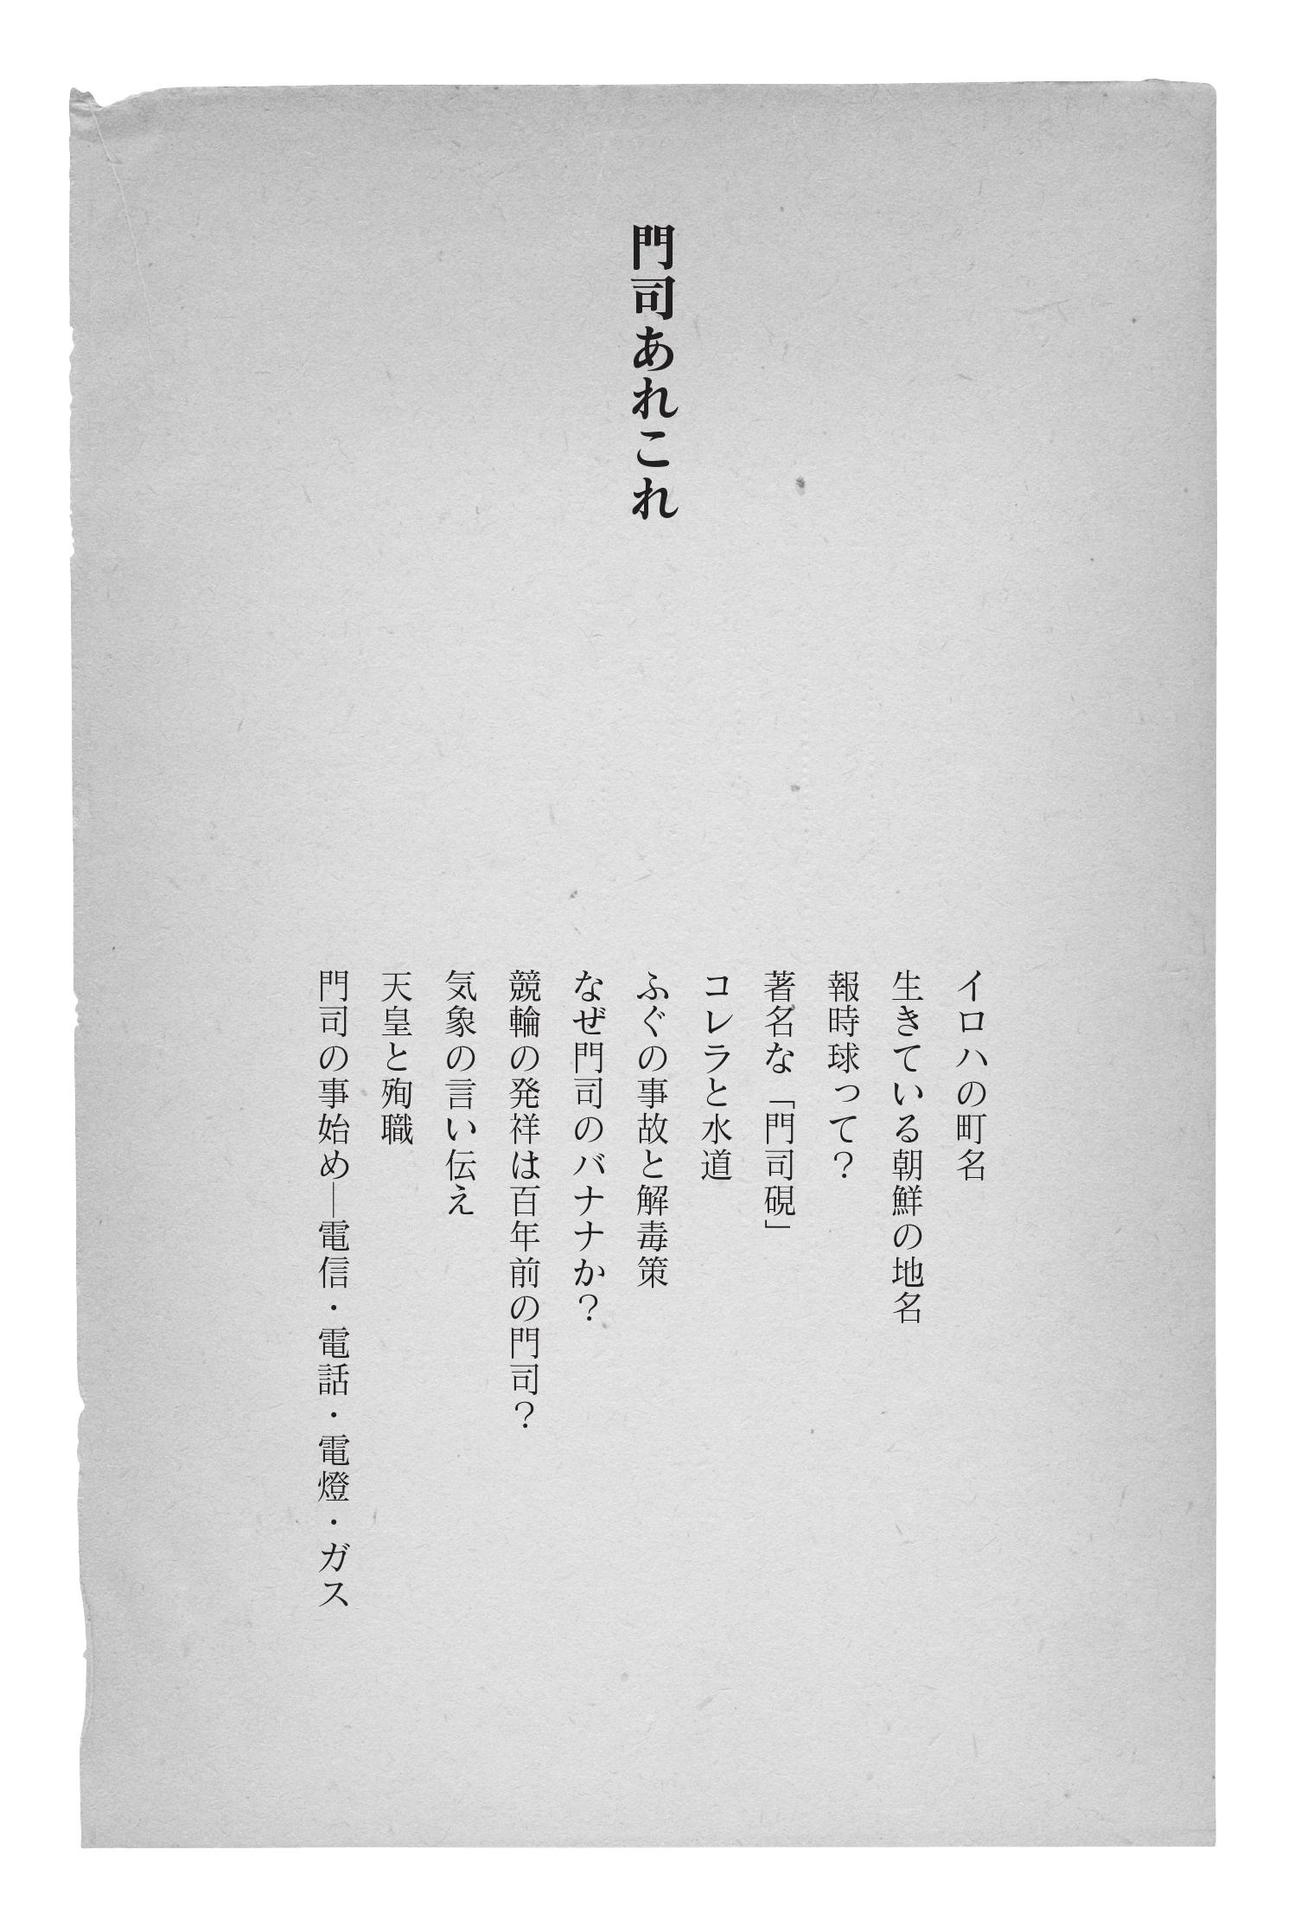 門司あれこれ
イロハの町名
生きている朝鮮の地名
報時球って？
著名な「門司硯」
コレラと水道
ふぐの事故と解毒策
なぜ門司のバナナか？
競輪の発祥は百年前の門司？
気象の言い伝え
天皇と殉職
門司の事始め―電信・電話・電燈・ガス